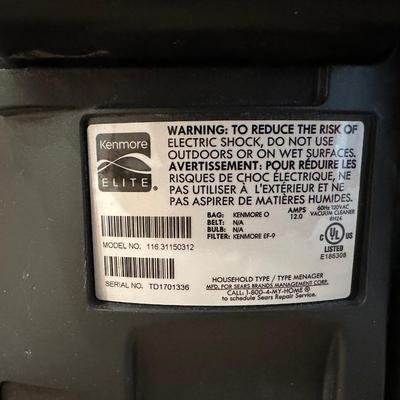 Kenmore
ELITE®
WARNING: TO REDUCE THE RISK OF
ELECTRIC SHOCK, DO NOT USE
OUTDOORS OR ON WET SURFACES.
AVERTISSEMENT: POUR RÉDUIRE LES
RISQUES DE CHOC ÉLECTRIQUE, NE
PAS UTILISER À L'EXTÉRIEUR ET NE
PAS ASPIRER DE MATIÈRES HUMIDES.
BAG: KENMORE O
BELT: N/A
BULB: N/A
FILTER: KENMORE EF-9
AMPS
12.0
60Hz 120VAC
VACUUM CLEANER
6H24
UL
LISTED
E186308
MODEL NO. 116.31150312
SERIAL NO. TD1701336
HOUSEHOLD TYPE / TYPE MENAGER
MFD. FOR SEARS BRANDS MANAGEMENT CORP.
CALL: 1-800-4-MY-HOME®
to schedule Sears Repair Service.